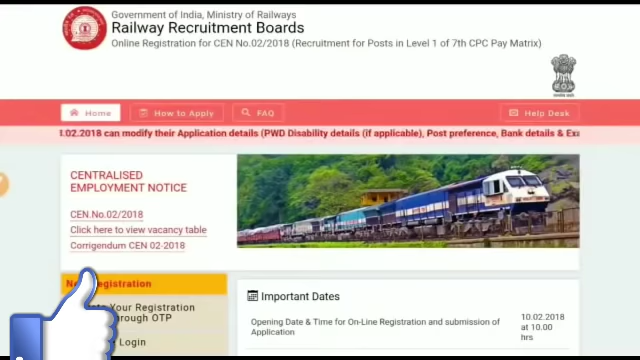 Government of India, Ministry of Railways
Railway Recruitment Boards
Online Registration for CEN No.02/2018 (Recruitment for Posts in Level 1 of 7th CPC Pay Matrix)
Home
How to Apply
FAQ
Help Desk
.02.2018 can modify their Application details (PWD Disability details (if applicable), Post preference, Bank details &
CENTRALISED
EMPLOYMENT NOTICE
CEN.No.02/2018
Click here to view vacancy table
Corrigendum CEN 02-2018
Registration
Your Registration
through OTP
Login
Important Dates
Opening Date & Time for On-Line Registration and submission of
Application
10.02.2018
at 10.00
hrs